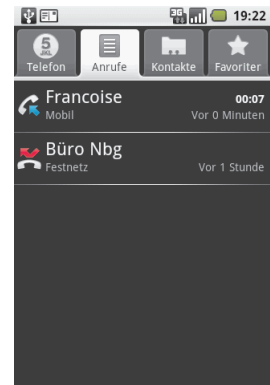 3G 19:22
5 JKL
Telefon Anrufe Kontakte Favoriten
Francoise 00:07
Mobil Vor 0 Minuten
Büro Nbg
Festnetz Vor 1 Stunde